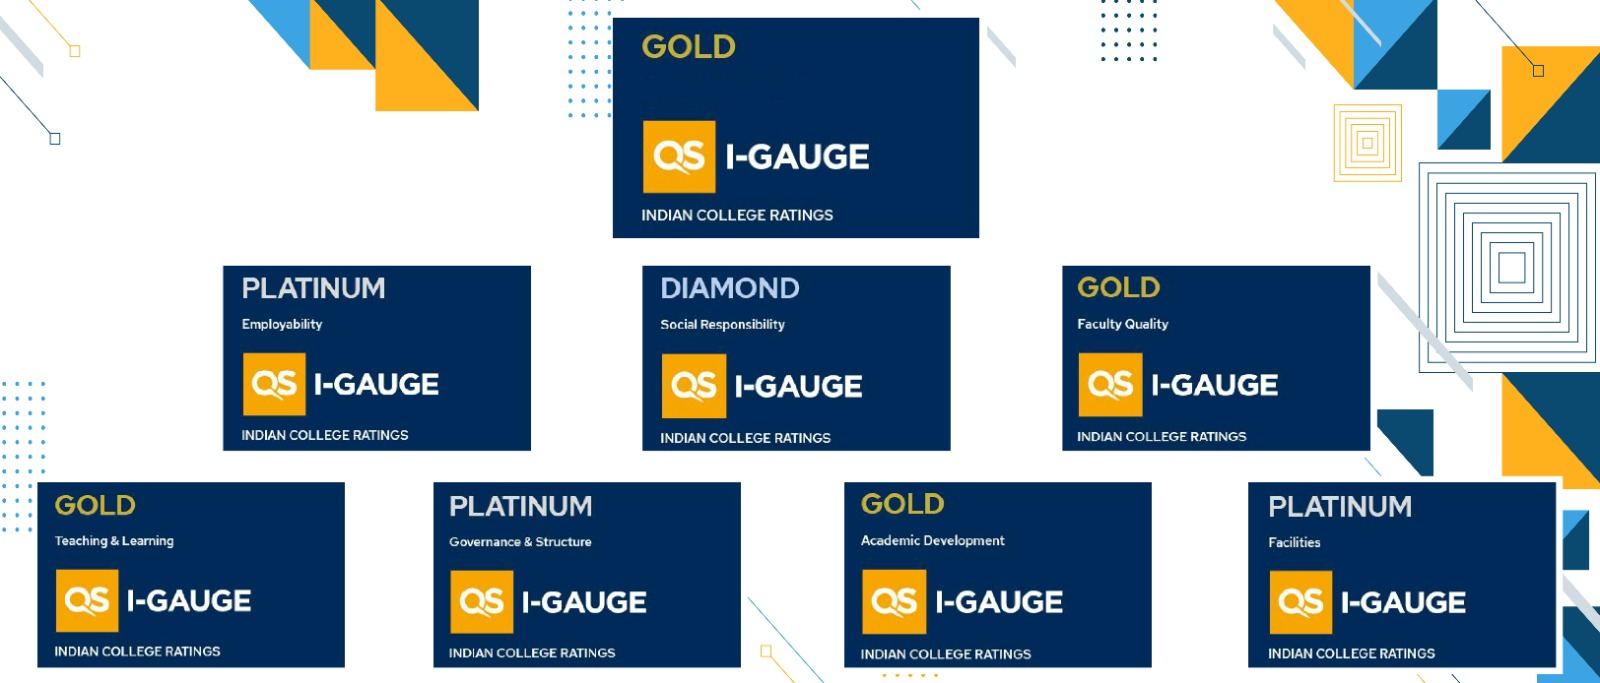 GOLD
QS I-GAUGE
INDIAN COLLEGE RATINGS
PLATINUM
Employability
QS I-GAUGE
INDIAN COLLEGE RATINGS
DIAMOND
Social Responsibility
QS I-GAUGE
INDIAN COLLEGE RATINGS
GOLD
Faculty Quality
QS I-GAUGE
INDIAN COLLEGE RATINGS
GOLD
Teaching & Learning
QS I-GAUGE
INDIAN COLLEGE RATINGS
PLATINUM
Governance & Structure
QS I-GAUGE
INDIAN COLLEGE RATINGS
GOLD
Academic Development
QS I-GAUGE
INDIAN COLLEGE RATINGS
PLATINUM
Facilities
QS I-GAUGE
INDIAN COLLEGE RATINGS